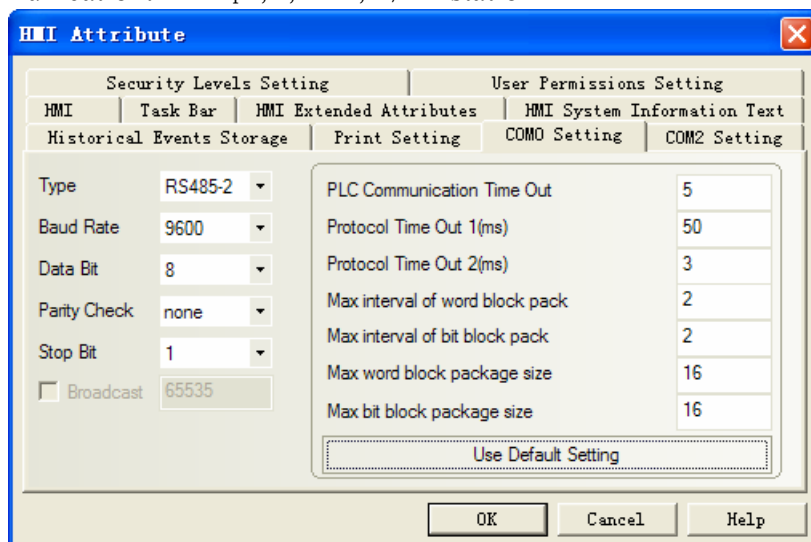 HMI Attribute
Security Levels Setting User Permissions Setting
HMI Task Bar HMI Extended Attributes HMI System Information Text
Historical Events Storage Print Setting COM0 Setting COM2 Setting
Type RS485-2 PLC Communication Time Out 5
Baud Rate 9600 Protocol Time Out 1(ms) 50
Data Bit 8 Protocol Time Out 2(ms) 3
Parity Check none Max interval of word block pack 2
Stop Bit 1 Max interval of bit block pack 2
Broadcast 65535 Max word block package size 16
Max bit block package size 16
Use Default Setting
OK Cancel Help